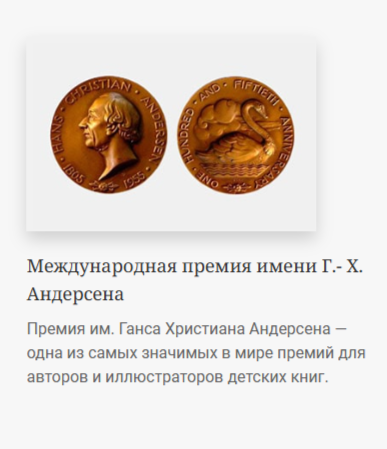 HANS CHRISTIAN ANDERSEN
1805 1955
ONE HUNDRED AND FIFTIETH ANNIVERSARY
Международная премия имени Г.- Х.
Андерсена
Премия им. Ганса Христиана Андерсена —
одна из самых значимых в мире премий для
авторов и иллюстраторов детских книг.